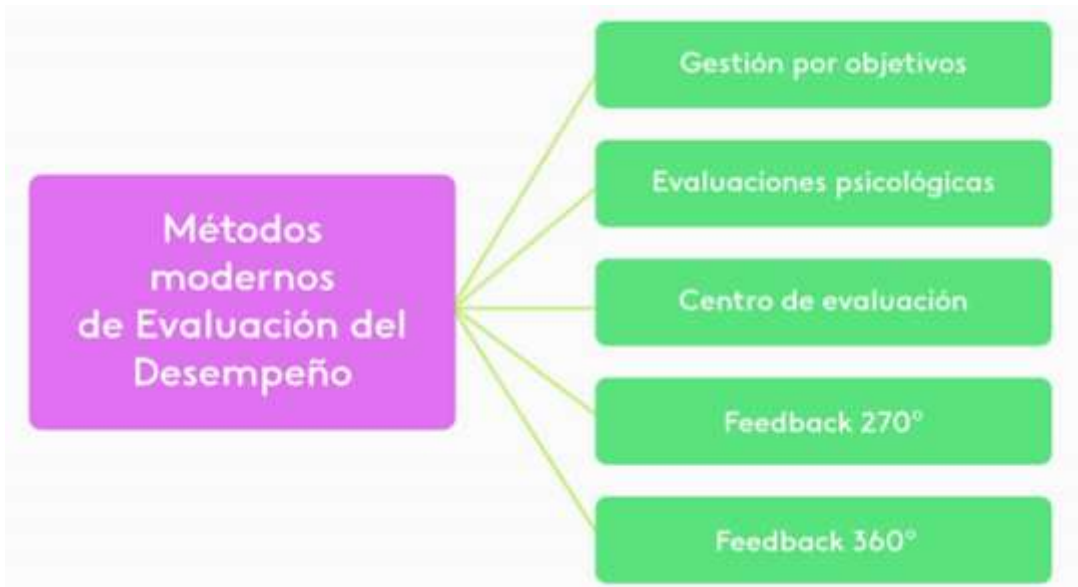 Métodos
modernos
de Evaluación del
Desempeño
Gestión por objetivos
Evaluaciones psicológicas
Centro de evaluación
Feedback 270°
Feedback 360°